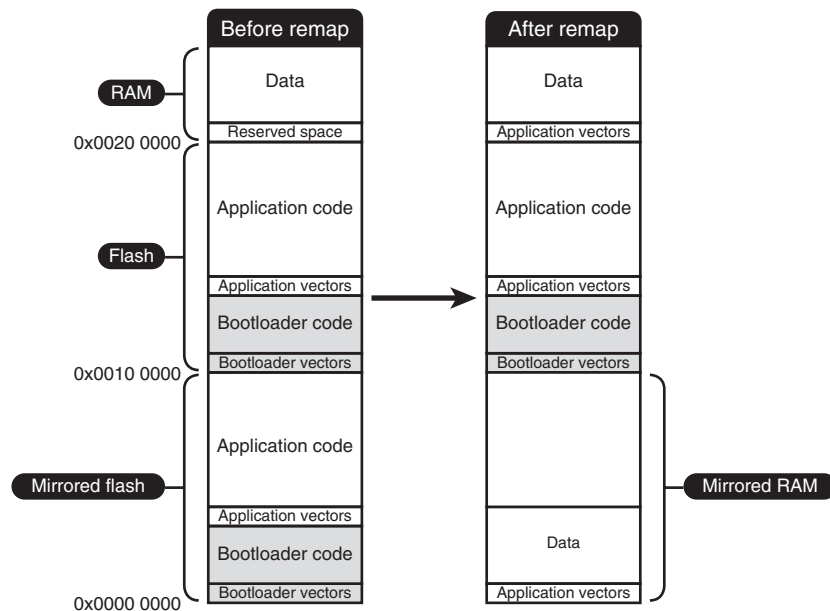 Before remap
After remap
RAM
Data
Data
Reserved space
Application vectors
0x0020 0000
Application code
Application code
Flash
Application vectors
Application vectors
Bootloader code
Bootloader code
Bootloader vectors
Bootloader vectors
0x0010 0000
Application code
Mirrored flash
Mirrored RAM
Application vectors
Bootloader code
Data
Bootloader vectors
Application vectors
0x0000 0000